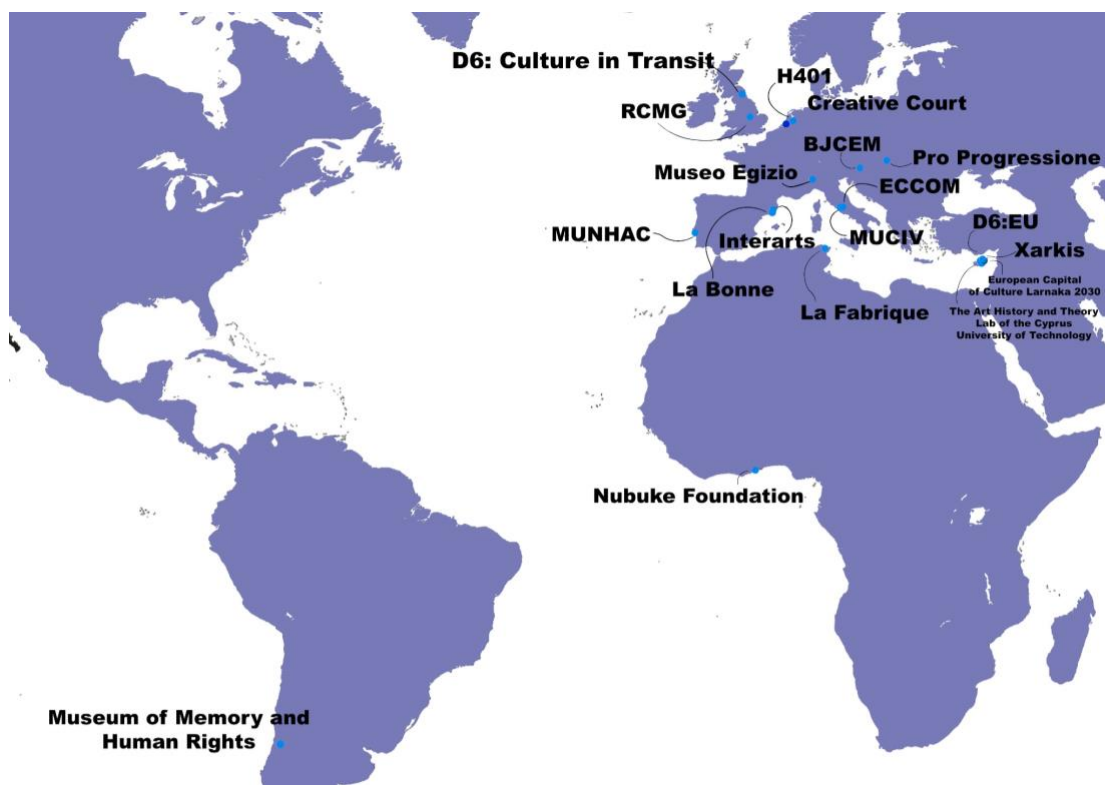 D6: Culture in Transit
H401
Creative Court
RCMG
BJCEM
Pro Progressione
Museo Egizio
ECCOM
MUNHAC
Interarts
MUCIV
D6:EU
Xarkis
La Bonne
European Capital
of Culture Larnaka 2030
La Fabrique
The Art History and Theory
Lab of the Cyprus
University of Technology
Nubuke Foundation
Museum of Memory and
Human Rights